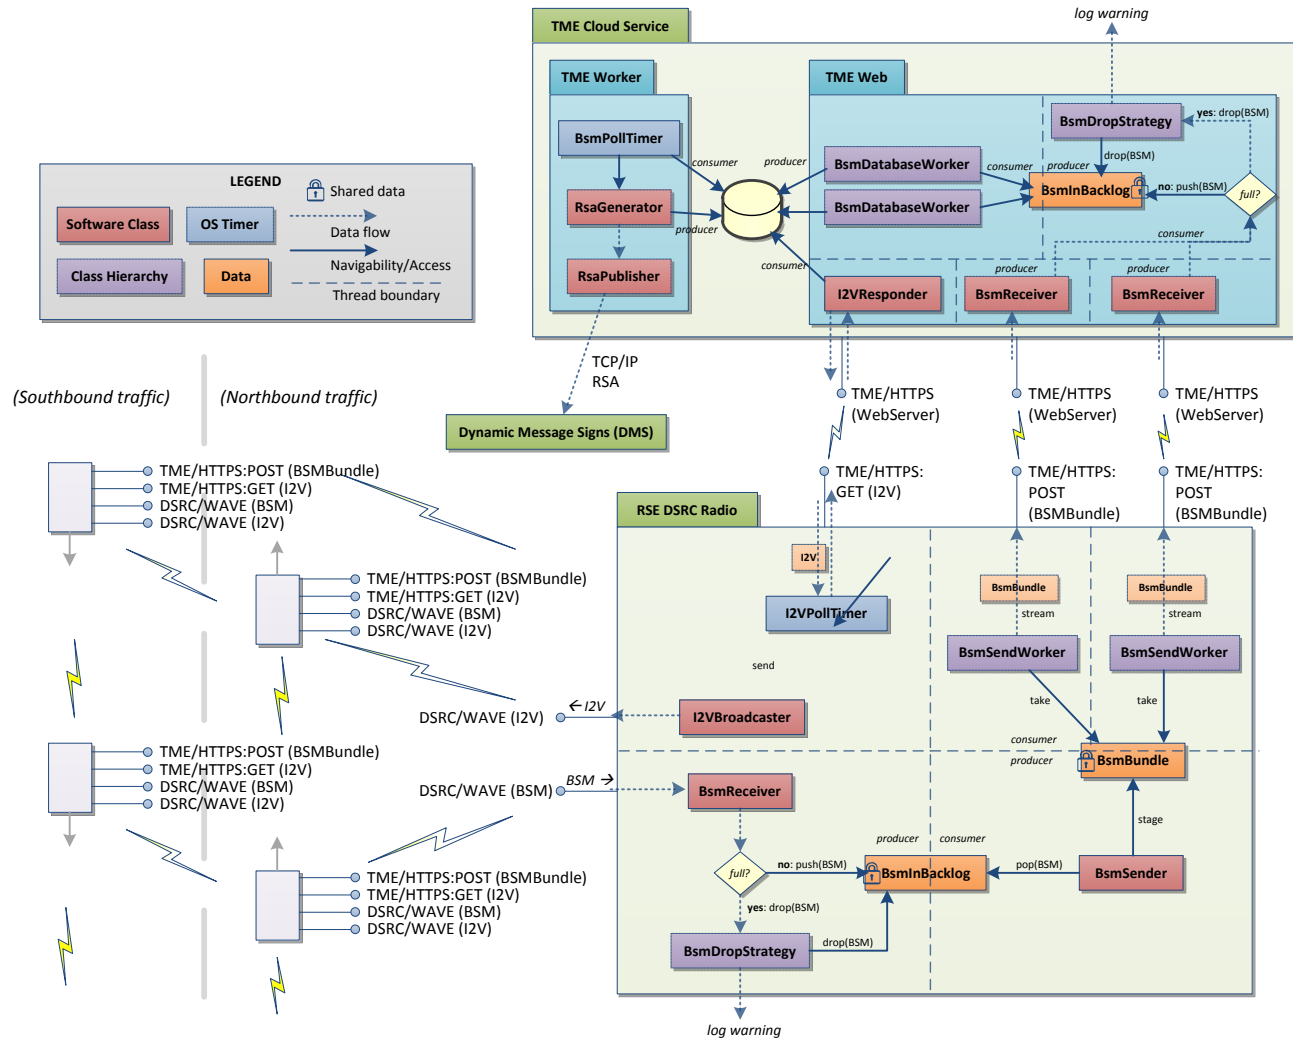 log warning
TME Cloud Service
TME Worker
TME Web
BsmPollTimer
consumer
producer
BsmDatabaseWorker
consumer
producer
BsmDropStrategy
yes: drop(BSM)
drop(BSM)
BsmInBacklog
no: push(BSM)
full?
RsaGenerator
producer
BsmDatabaseWorker
consumer
consumer
RsaPublisher
I2VResponder
producer
BsmReceiver
producer
BsmReceiver
LEGEND
Shared data
Software Class
OS Timer
Data flow
Navigability/Access
Class Hierarchy
Data
Thread boundary
TCP/IP
RSA
Dynamic Message Signs (DMS)
TME/HTTPS
(WebServer)
TME/HTTPS
(WebServer)
TME/HTTPS
(WebServer)
TME/HTTPS:
GET (I2V)
TME/HTTPS:
POST
(BSMBundle)
TME/HTTPS:
POST
(BSMBundle)
(Southbound traffic)
(Northbound traffic)
TME/HTTPS:POST (BSMBundle)
TME/HTTPS:GET (I2V)
DSRC/WAVE (BSM)
DSRC/WAVE (I2V)
TME/HTTPS:POST (BSMBundle)
TME/HTTPS:GET (I2V)
DSRC/WAVE (BSM)
DSRC/WAVE (I2V)
TME/HTTPS:POST (BSMBundle)
TME/HTTPS:GET (I2V)
DSRC/WAVE (BSM)
DSRC/WAVE (I2V)
TME/HTTPS:POST (BSMBundle)
TME/HTTPS:GET (I2V)
DSRC/WAVE (BSM)
DSRC/WAVE (I2V)
RSE DSRC Radio
I2V
I2VPollTimer
BsmBundle
stream
BsmBundle
stream
BsmSendWorker
BsmSendWorker
send
take
take
DSRC/WAVE (I2V)
← I2V
I2VBroadcaster
consumer
producer
BsmBundle
DSRC/WAVE (BSM)
BSM →
BsmReceiver
stage
full?
no: push(BSM)
producer
consumer
BsmInBacklog
pop(BSM)
BsmSender
yes: drop(BSM)
BsmDropStrategy
drop(BSM)
log warning